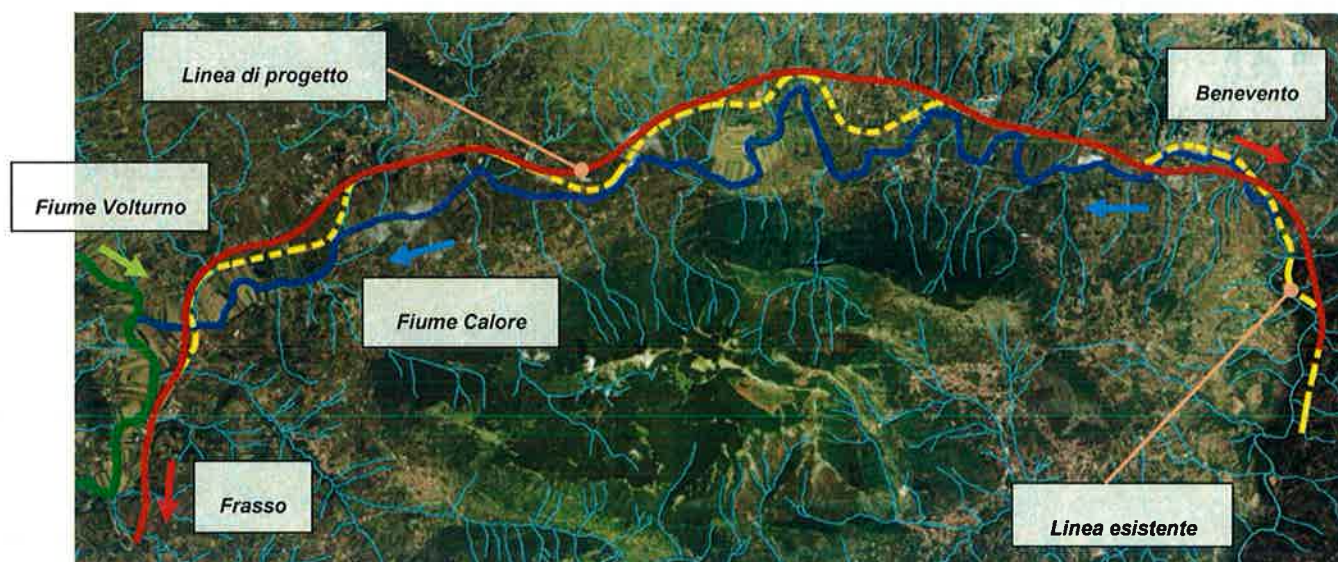 Linea di progetto
Benevento
Fiume Volturno
Fiume Calore
Frasso
Linea esistente